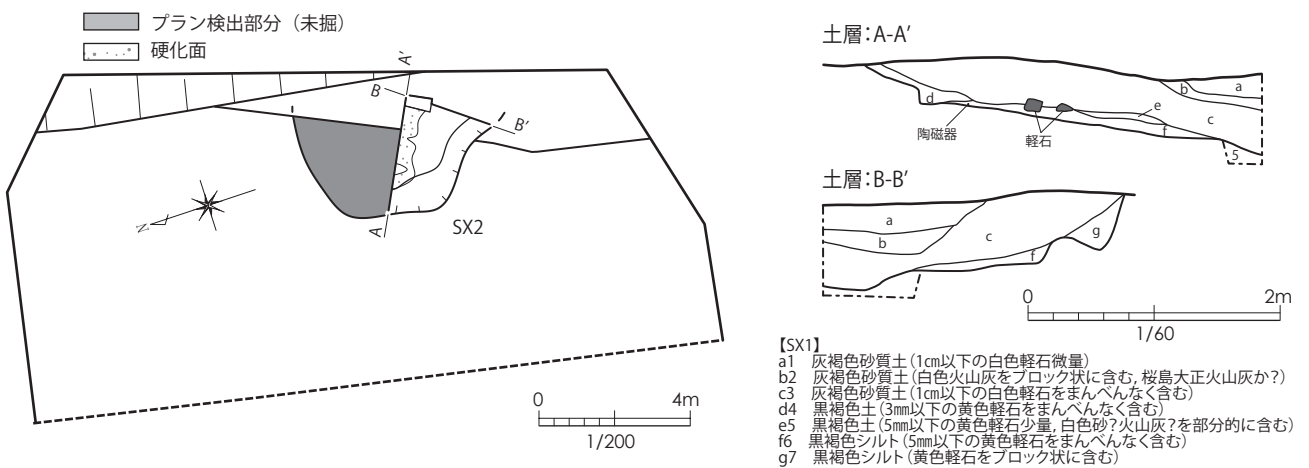 プラン検出部分（未掘）
硬化面
A'
B
B'
A
SX2
N
0 4m
1/200
土層：A-A'
a
b
c
d
e
f
5
陶磁器
軽石
土層：B-B'
a
b
c
f
g
0 2m
1/60
【SX1】
a1 灰褐色砂質土（1㎝以下の白色軽石微量）
b2 灰褐色砂質土（白色火山灰をブロック状に含む，桜島大正火山灰か？）
c3 灰褐色砂質土（1㎝以下の白色軽石をまんべんなく含む）
d4 黒褐色土（3㎜以下の黄色軽石をまんべんなく含む）
e5 黒褐色土（5㎜以下の黄色軽石少量，白色砂？火山灰？を部分的に含む）
f6 黒褐色シルト（5㎜以下の黄色軽石をまんべんなく含む）
g7 黒褐色シルト（黄色軽石をブロック状に含む）